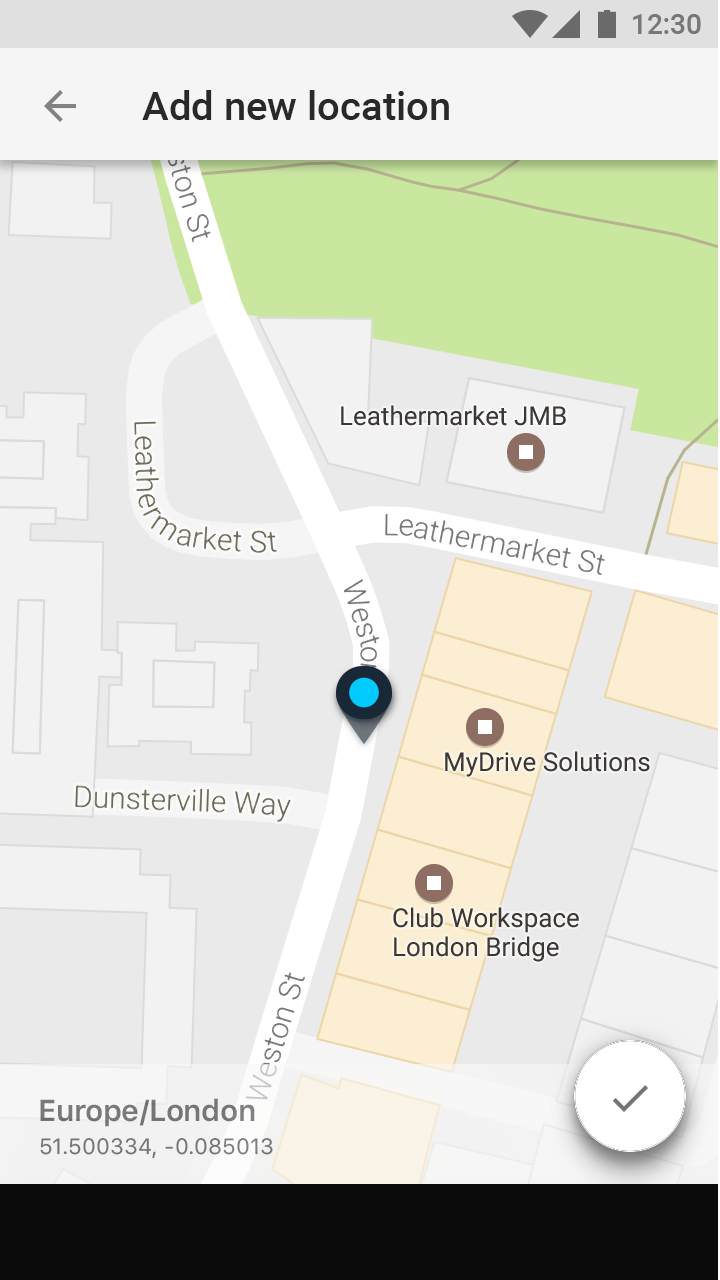 12:30
Add new location
ston St
Leathermarket JMB
Leathermarket St
Leathermarket St
Westo
MyDrive Solutions
Dunsterville Way
Club Workspace
London Bridge
Weston St
Europe/London
51.500334, -0.085013